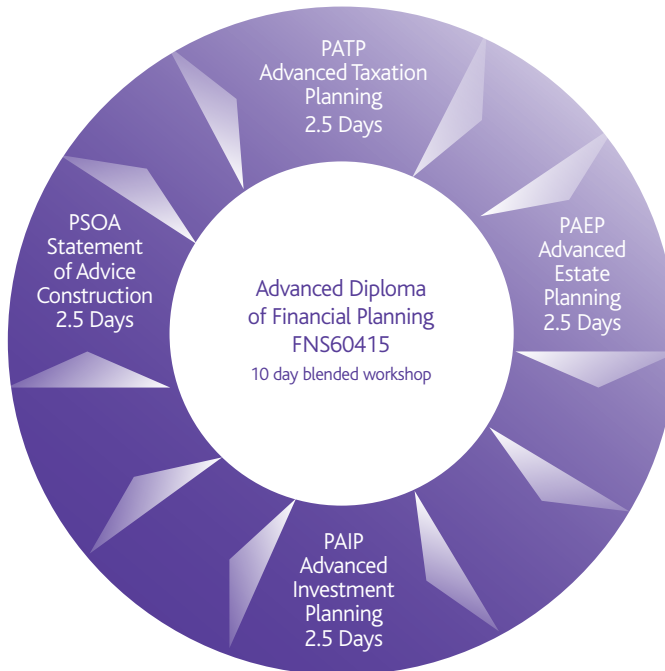 PATP
Advanced Taxation
Planning
2.5 Days
PAEP
Advanced
Estate
Planning
2.5 Days
PAIP
Advanced
Investment
Planning
2.5 Days
PSOA
Statement
of Advice
Construction
2.5 Days
Advanced Diploma
of Financial Planning
FNS60415
10 day blended workshop